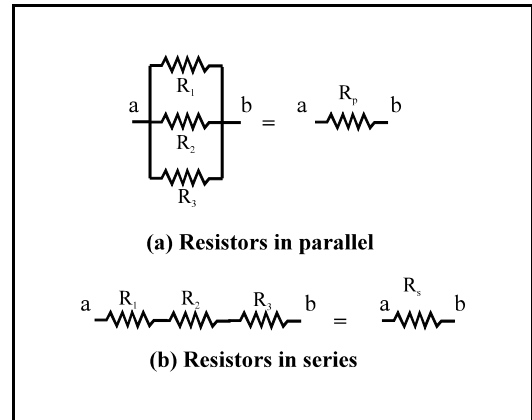 R₁
a b = a Rₚ b
R₂
R₃
(a) Resistors in parallel
a R₁ R₂ R₃ b = a Rₛ b
(b) Resistors in series